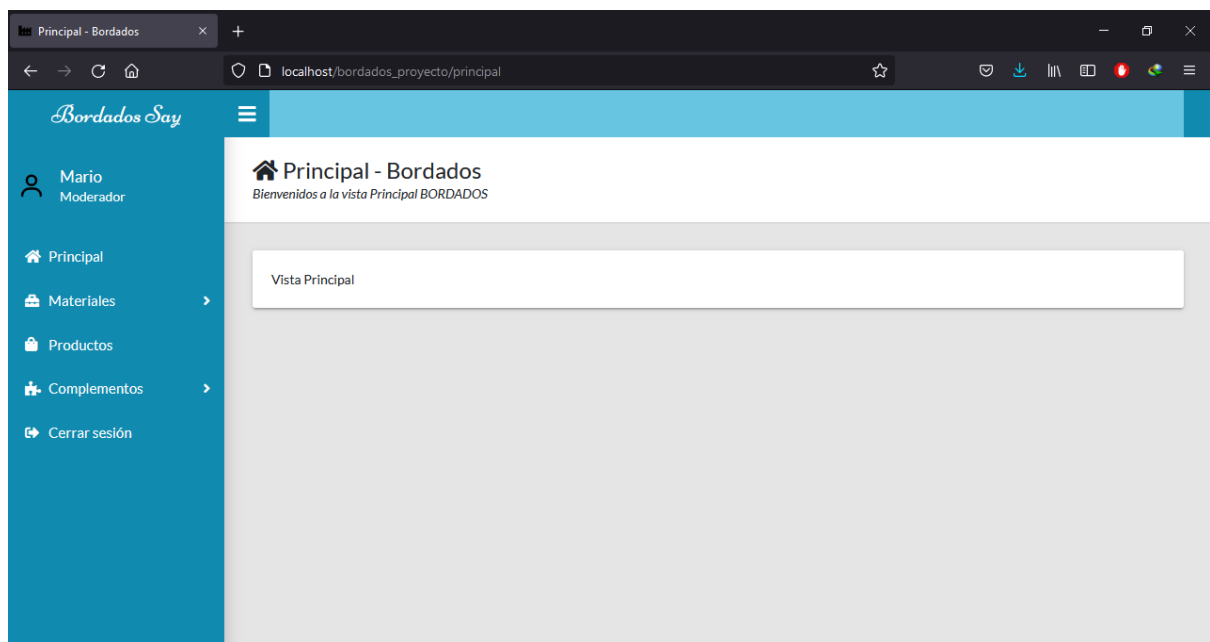 Principal - Bordados
localhost/bordados_proyecto/principal
Bordados Say
Mario
Moderador
Principal
Materiales
Productos
Complementos
Cerrar sesión
Principal - Bordados
Bienvenidos a la vista Principal BORDADOS
Vista Principal